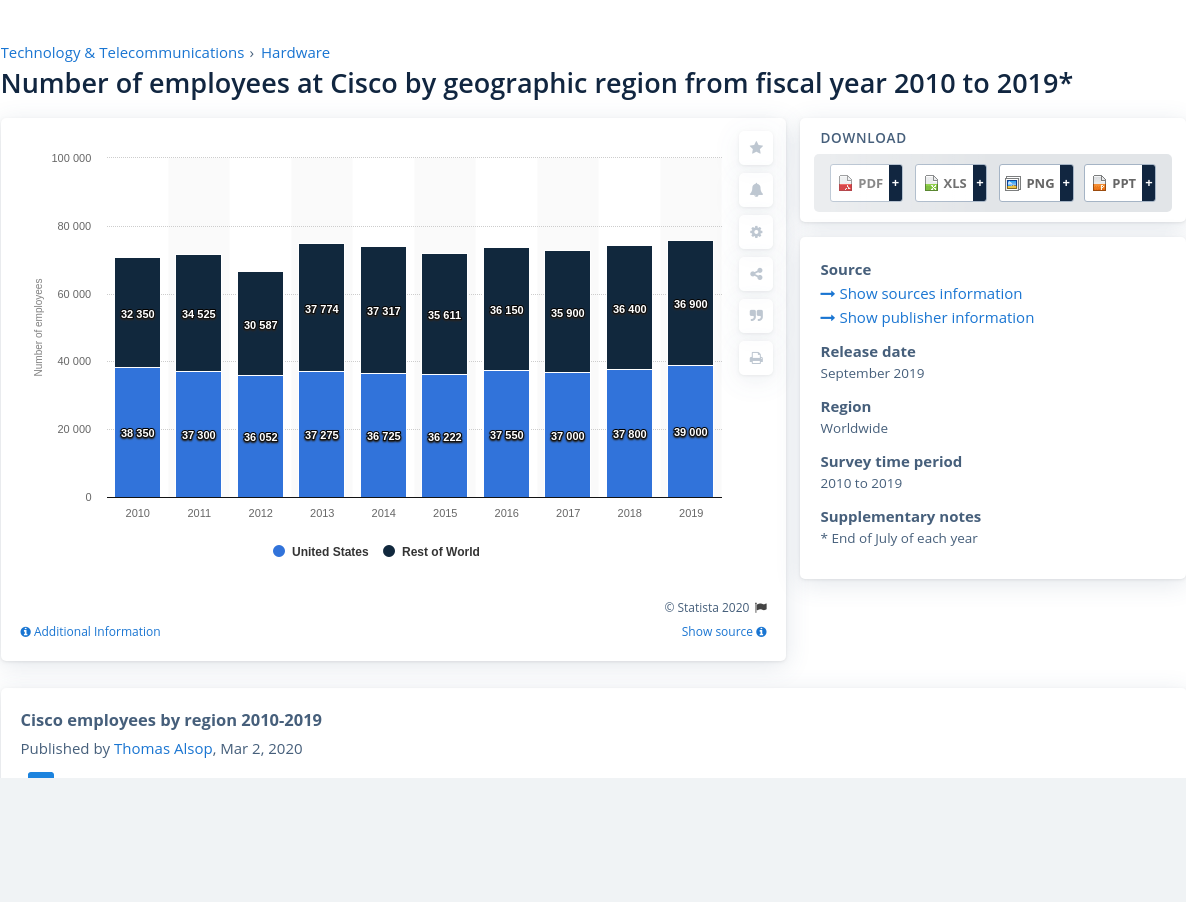 Technology & Telecommunications › Hardware
Number of employees at Cisco by geographic region from fiscal year 2010 to 2019*
100 000
80 000
60 000
40 000
20 000
0
Number of employees
32 350
34 525
30 587
37 774
37 317
35 611
36 150
35 900
36 400
36 900
38 350
37 300
36 052
37 275
36 725
36 222
37 550
37 000
37 800
39 000
2010 2011 2012 2013 2014 2015 2016 2017 2018 2019
United States Rest of World
© Statista 2020
Additional Information
Show source
DOWNLOAD
PDF + XLS + PNG + PPT +
Source
Show sources information
Show publisher information
Release date
September 2019
Region
Worldwide
Survey time period
2010 to 2019
Supplementary notes
* End of July of each year
Cisco employees by region 2010-2019
Published by Thomas Alsop, Mar 2, 2020